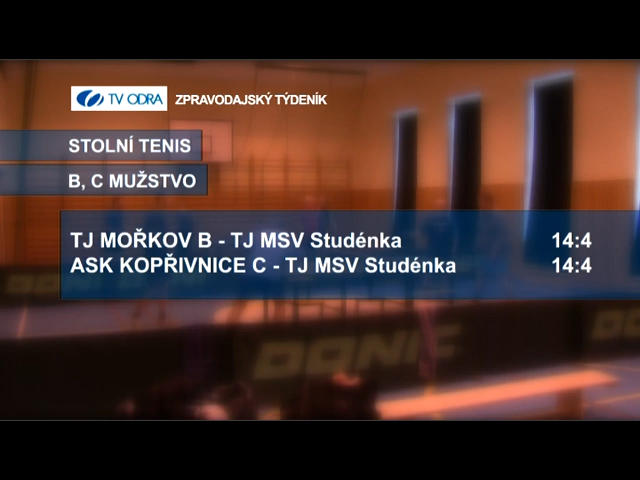 TV ODRA ZPRAVODAJSKÝ TÝDENÍK
STOLNÍ TENIS
B, C MUŽSTVO
TJ MOŘKOV B - TJ MSV Studénka 14:4
ASK KOPŘIVNICE C - TJ MSV Studénka 14:4
DONIC
DONIC